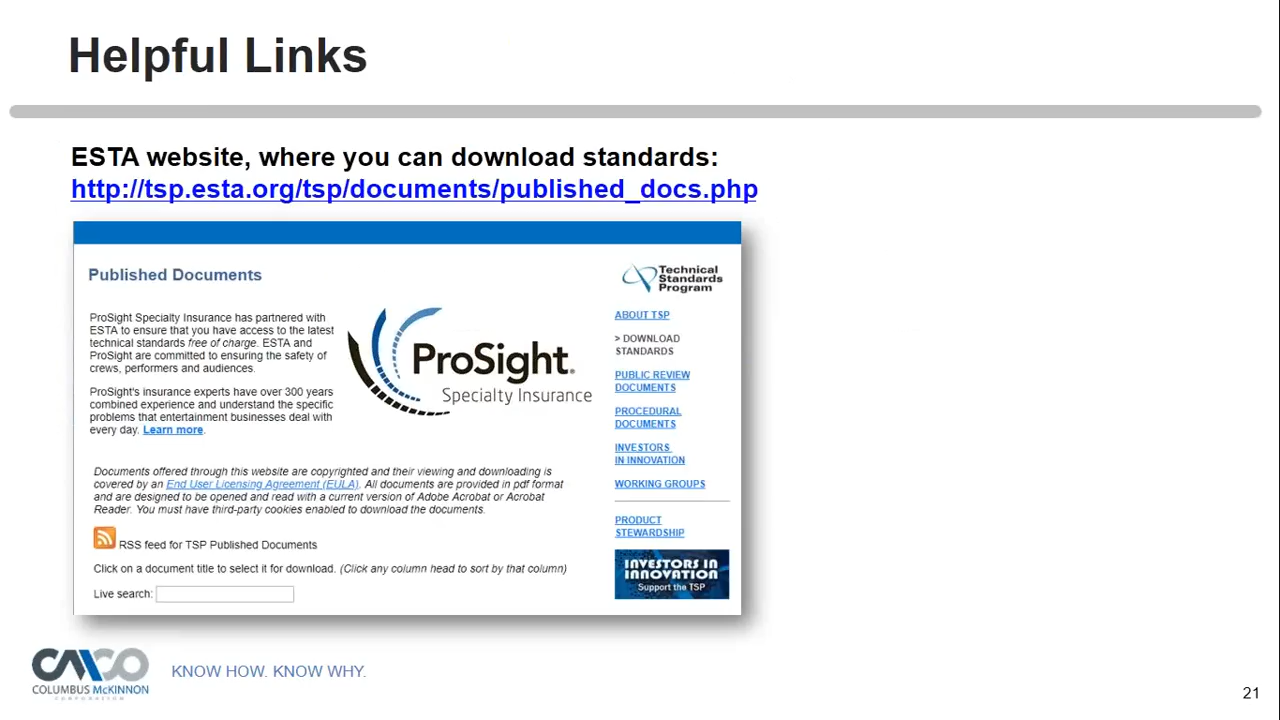 Helpful Links
ESTA website, where you can download standards:
http://tsp.esta.org/tsp/documents/published_docs.php
Published Documents
Technical
Standards
Program
ProSight Specialty Insurance has partnered with
ESTA to ensure that you have access to the latest
technical standards free of charge. ESTA and
ProSight are committed to ensuring the safety of
crews, performers and audiences.
ProSight's insurance experts have over 300 years
combined experience and understand the specific
problems that entertainment businesses deal with
every day. Learn more.
ProSight.
Specialty Insurance
ABOUT TSP
> DOWNLOAD
STANDARDS
PUBLIC REVIEW
DOCUMENTS
PROCEDURAL
DOCUMENTS
INVESTORS
IN INNOVATION
WORKING GROUPS
PRODUCT
STEWARDSHIP
INVESTORS IN
INNOVATION
Support the TSP
Documents offered through this website are copyrighted and their viewing and downloading is
covered by an End User Licensing Agreement (EULA). All documents are provided in pdf format
and are designed to be opened and read with a current version of Adobe Acrobat or Acrobat
Reader. You must have third-party cookies enabled to download the documents.
RSS feed for TSP Published Documents
Click on a document title to select it for download. (Click any column head to sort by that column)
Live search:
CMCO
COLUMBUS McKINNON
CORPORATION
KNOW HOW. KNOW WHY.
21